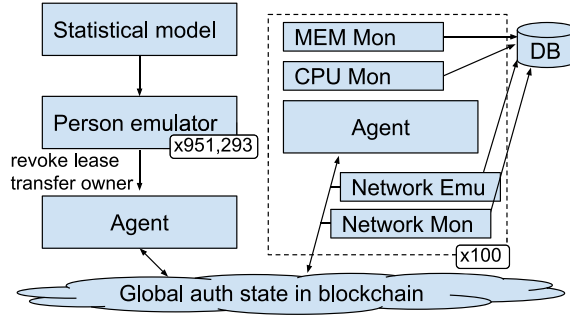 Statistical model
Person emulator
x951,293
revoke lease
transfer owner
Agent
MEM Mon
CPU Mon
DB
Agent
Network Emu
Network Mon
x100
Global auth state in blockchain